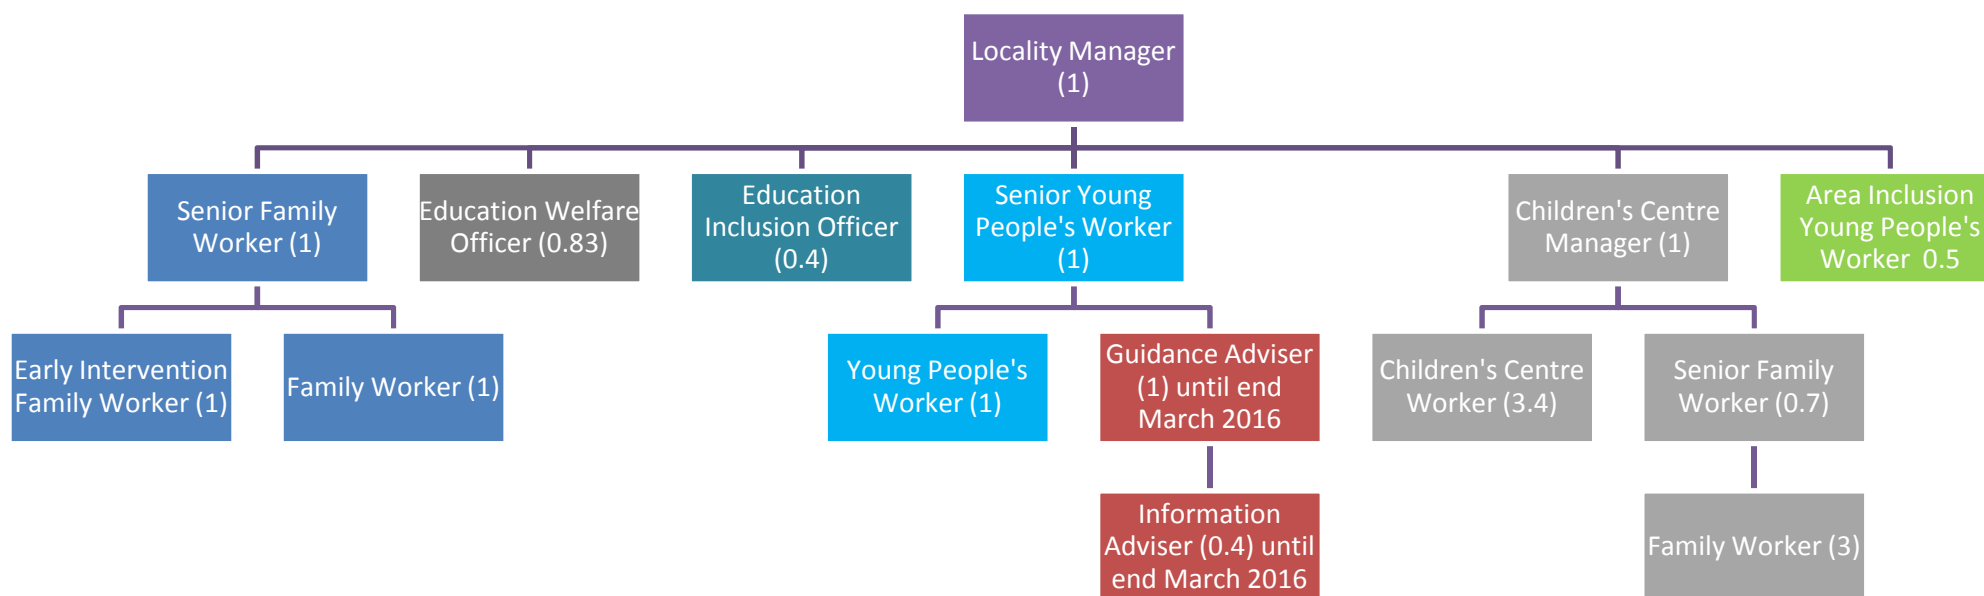 Locality Manager
(1)
Senior Family
Worker (1)
Education Welfare
Officer (0.83)
Education
Inclusion Officer
(0.4)
Senior Young
People's Worker
(1)
Children's Centre
Manager (1)
Area Inclusion
Young People's
Worker  0.5
Early Intervention
Family Worker (1)
Family Worker (1)
Young People's
Worker (1)
Guidance Adviser
(1) until end
March 2016
Children's Centre
Worker (3.4)
Senior Family
Worker (0.7)
Information
Adviser (0.4) until
end March 2016
Family Worker (3)